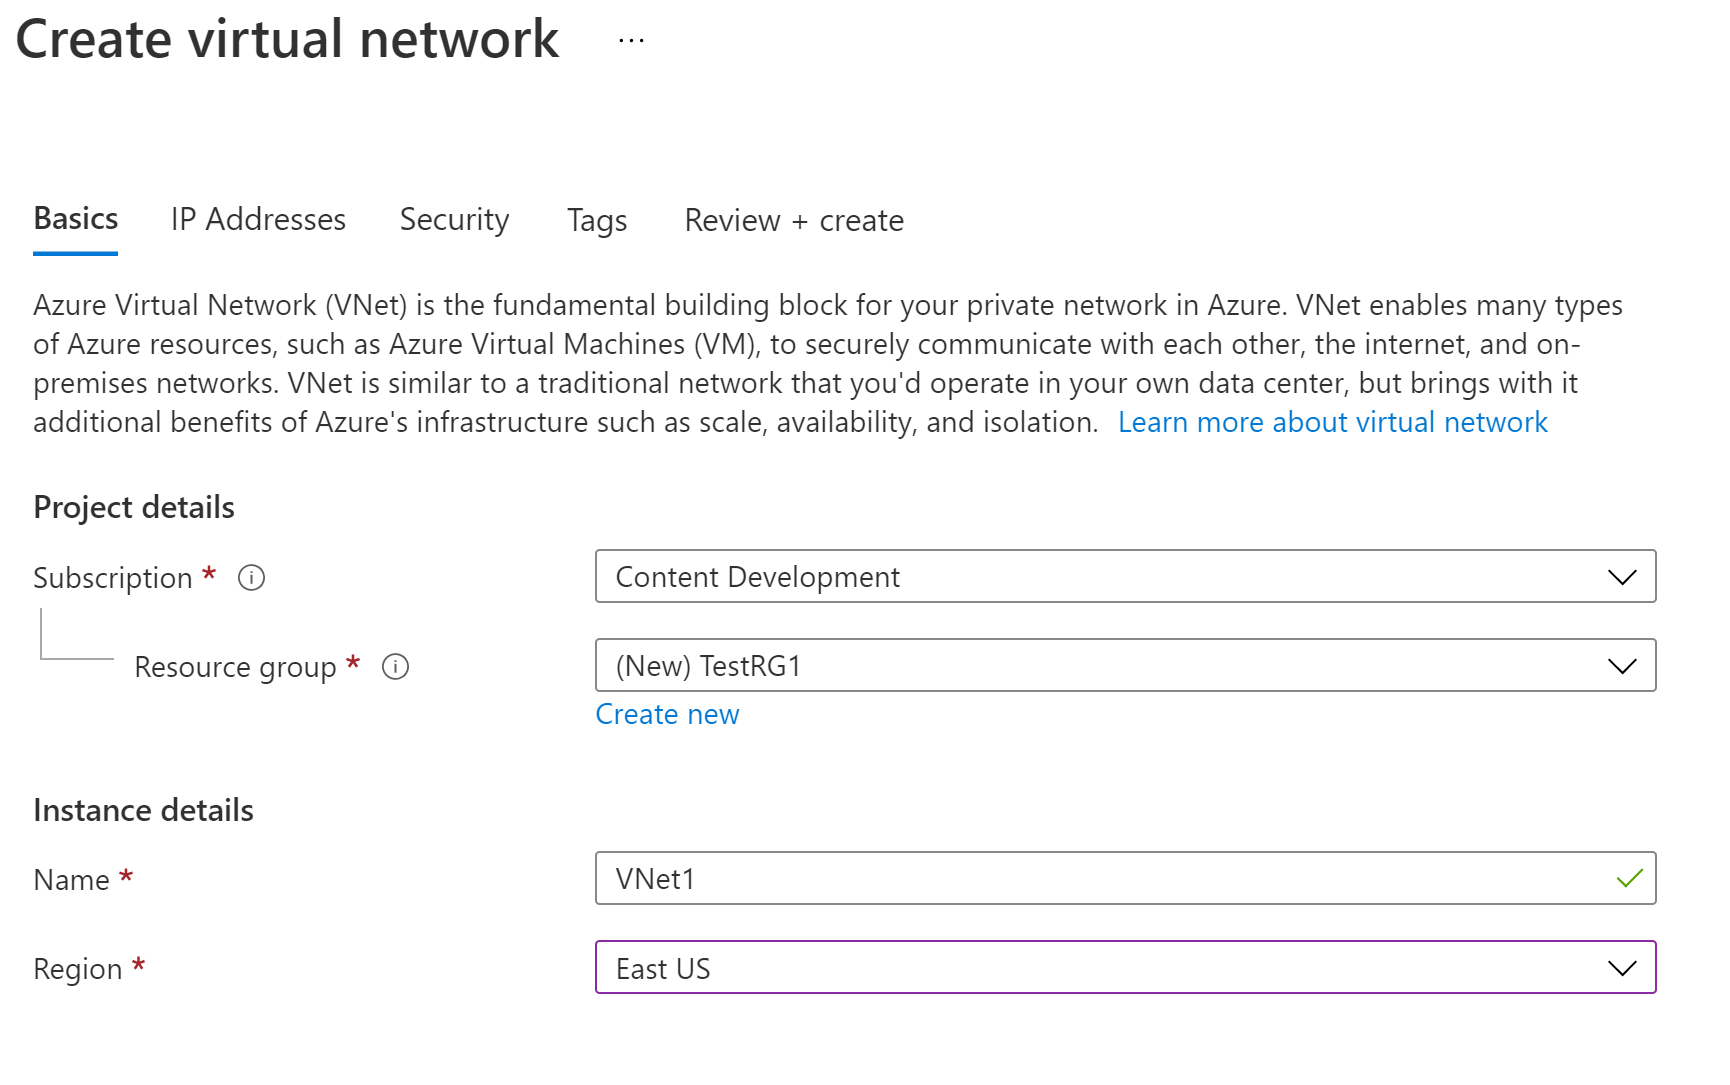 Create virtual network ...
Basics IP Addresses Security Tags Review + create
Azure Virtual Network (VNet) is the fundamental building block for your private network in Azure. VNet enables many types
of Azure resources, such as Azure Virtual Machines (VM), to securely communicate with each other, the internet, and on-
premises networks. VNet is similar to a traditional network that you'd operate in your own data center, but brings with it
additional benefits of Azure's infrastructure such as scale, availability, and isolation. Learn more about virtual network
Project details
Subscription * Content Development
Resource group * (New) TestRG1
Create new
Instance details
Name * VNet1
Region * East US